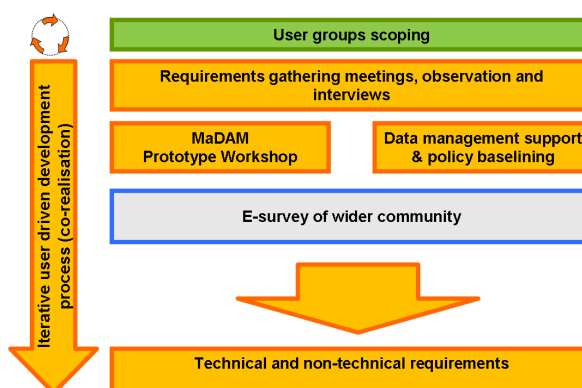 User groups scoping
Requirements gathering meetings, observation and
interviews
MaDAM
Prototype Workshop
Data management support
& policy baselining
E-survey of wider community
Technical and non-technical requirements
Iterative user driven development
process (co-realisation)